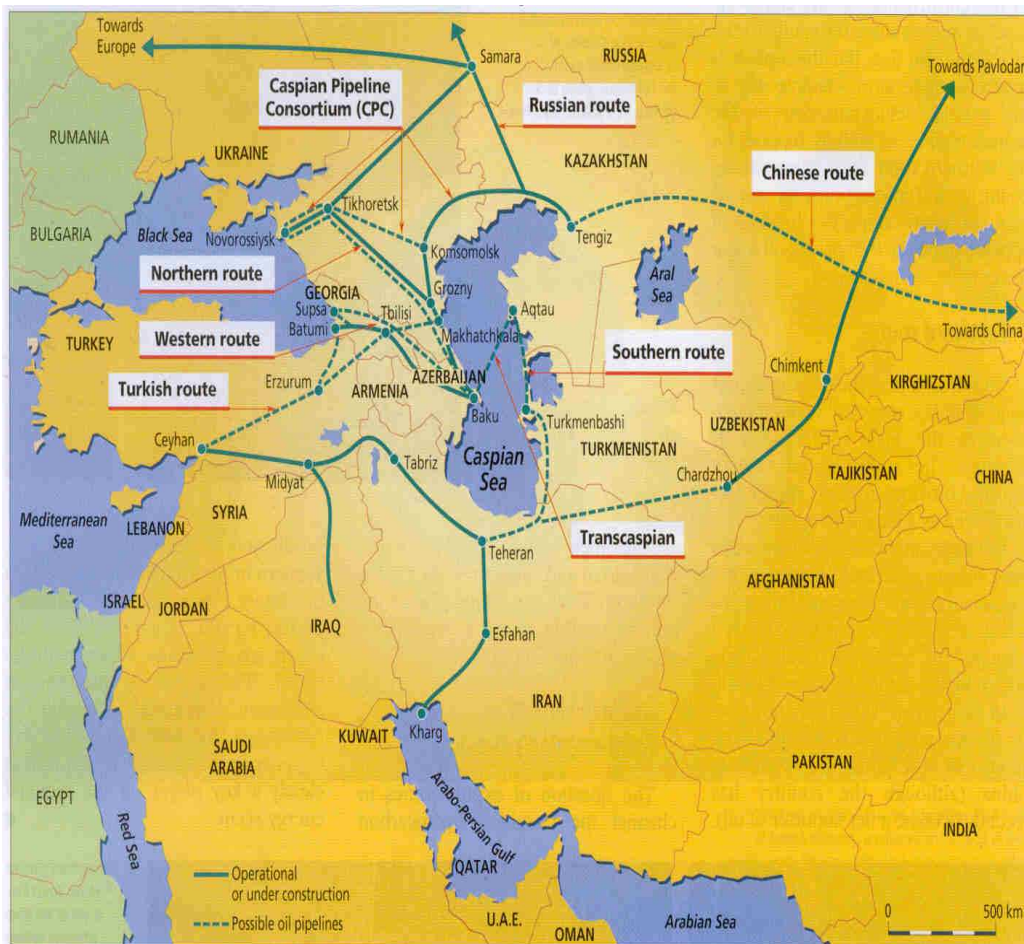 Towards
Europe
Samara
RUSSIA
Towards Pavlodar
Caspian Pipeline
Consortium (CPC)
Russian route
RUMANIA
UKRAINE
KAZAKHSTAN
Chinese route
Tikhoretsk
BULGARIA
Black Sea
Novorossiysk
Komsomolsk
Tengiz
Northern route
Aral
Sea
GEORGIA
Grozny
Supsa
Tbilisi
Aqtau
Batumi
Makhatchkala
Towards China
TURKEY
Western route
Southern route
Chimkent
Turkish route
Erzurum
ARMENIA
AZERBAIJAN
KIRGHIZSTAN
Baku
Turkmenbashi
UZBEKISTAN
Ceyhan
Caspian
Sea
TURKMENISTAN
Tabriz
Midyat
Chardzhou
TAJIKISTAN
CHINA
Mediterranean
Sea
LEBANON
SYRIA
Teheran
Transcaspian
AFGHANISTAN
ISRAEL
JORDAN
IRAQ
Esfahan
IRAN
Kharg
KUWAIT
SAUDI
ARABIA
PAKISTAN
EGYPT
Red Sea
Arabo-Persian Gulf
INDIA
QATAR
Operational
or under construction
Possible oil pipelines
U.A.E.
OMAN
Arabian Sea
0
500 km